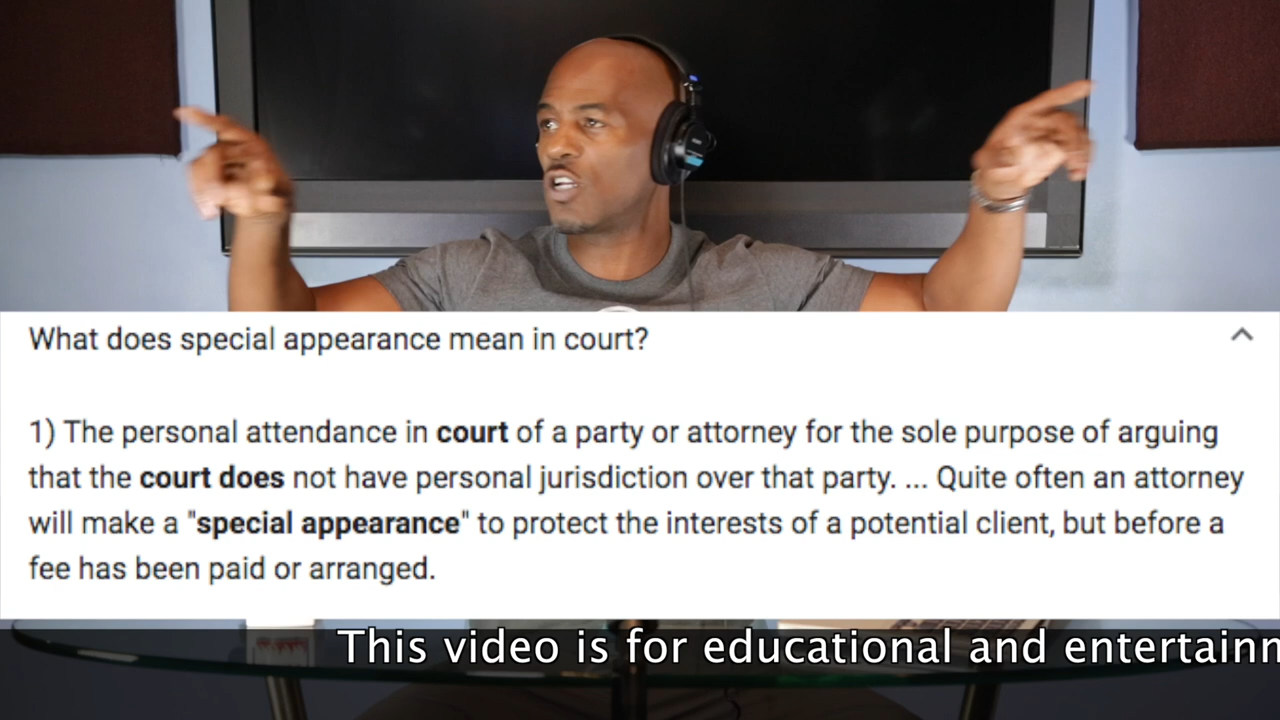 What does special appearance mean in court?
1) The personal attendance in court of a party or attorney for the sole purpose of arguing
that the court does not have personal jurisdiction over that party. ... Quite often an attorney
will make a "special appearance" to protect the interests of a potential client, but before a
fee has been paid or arranged.
This video is for educational and